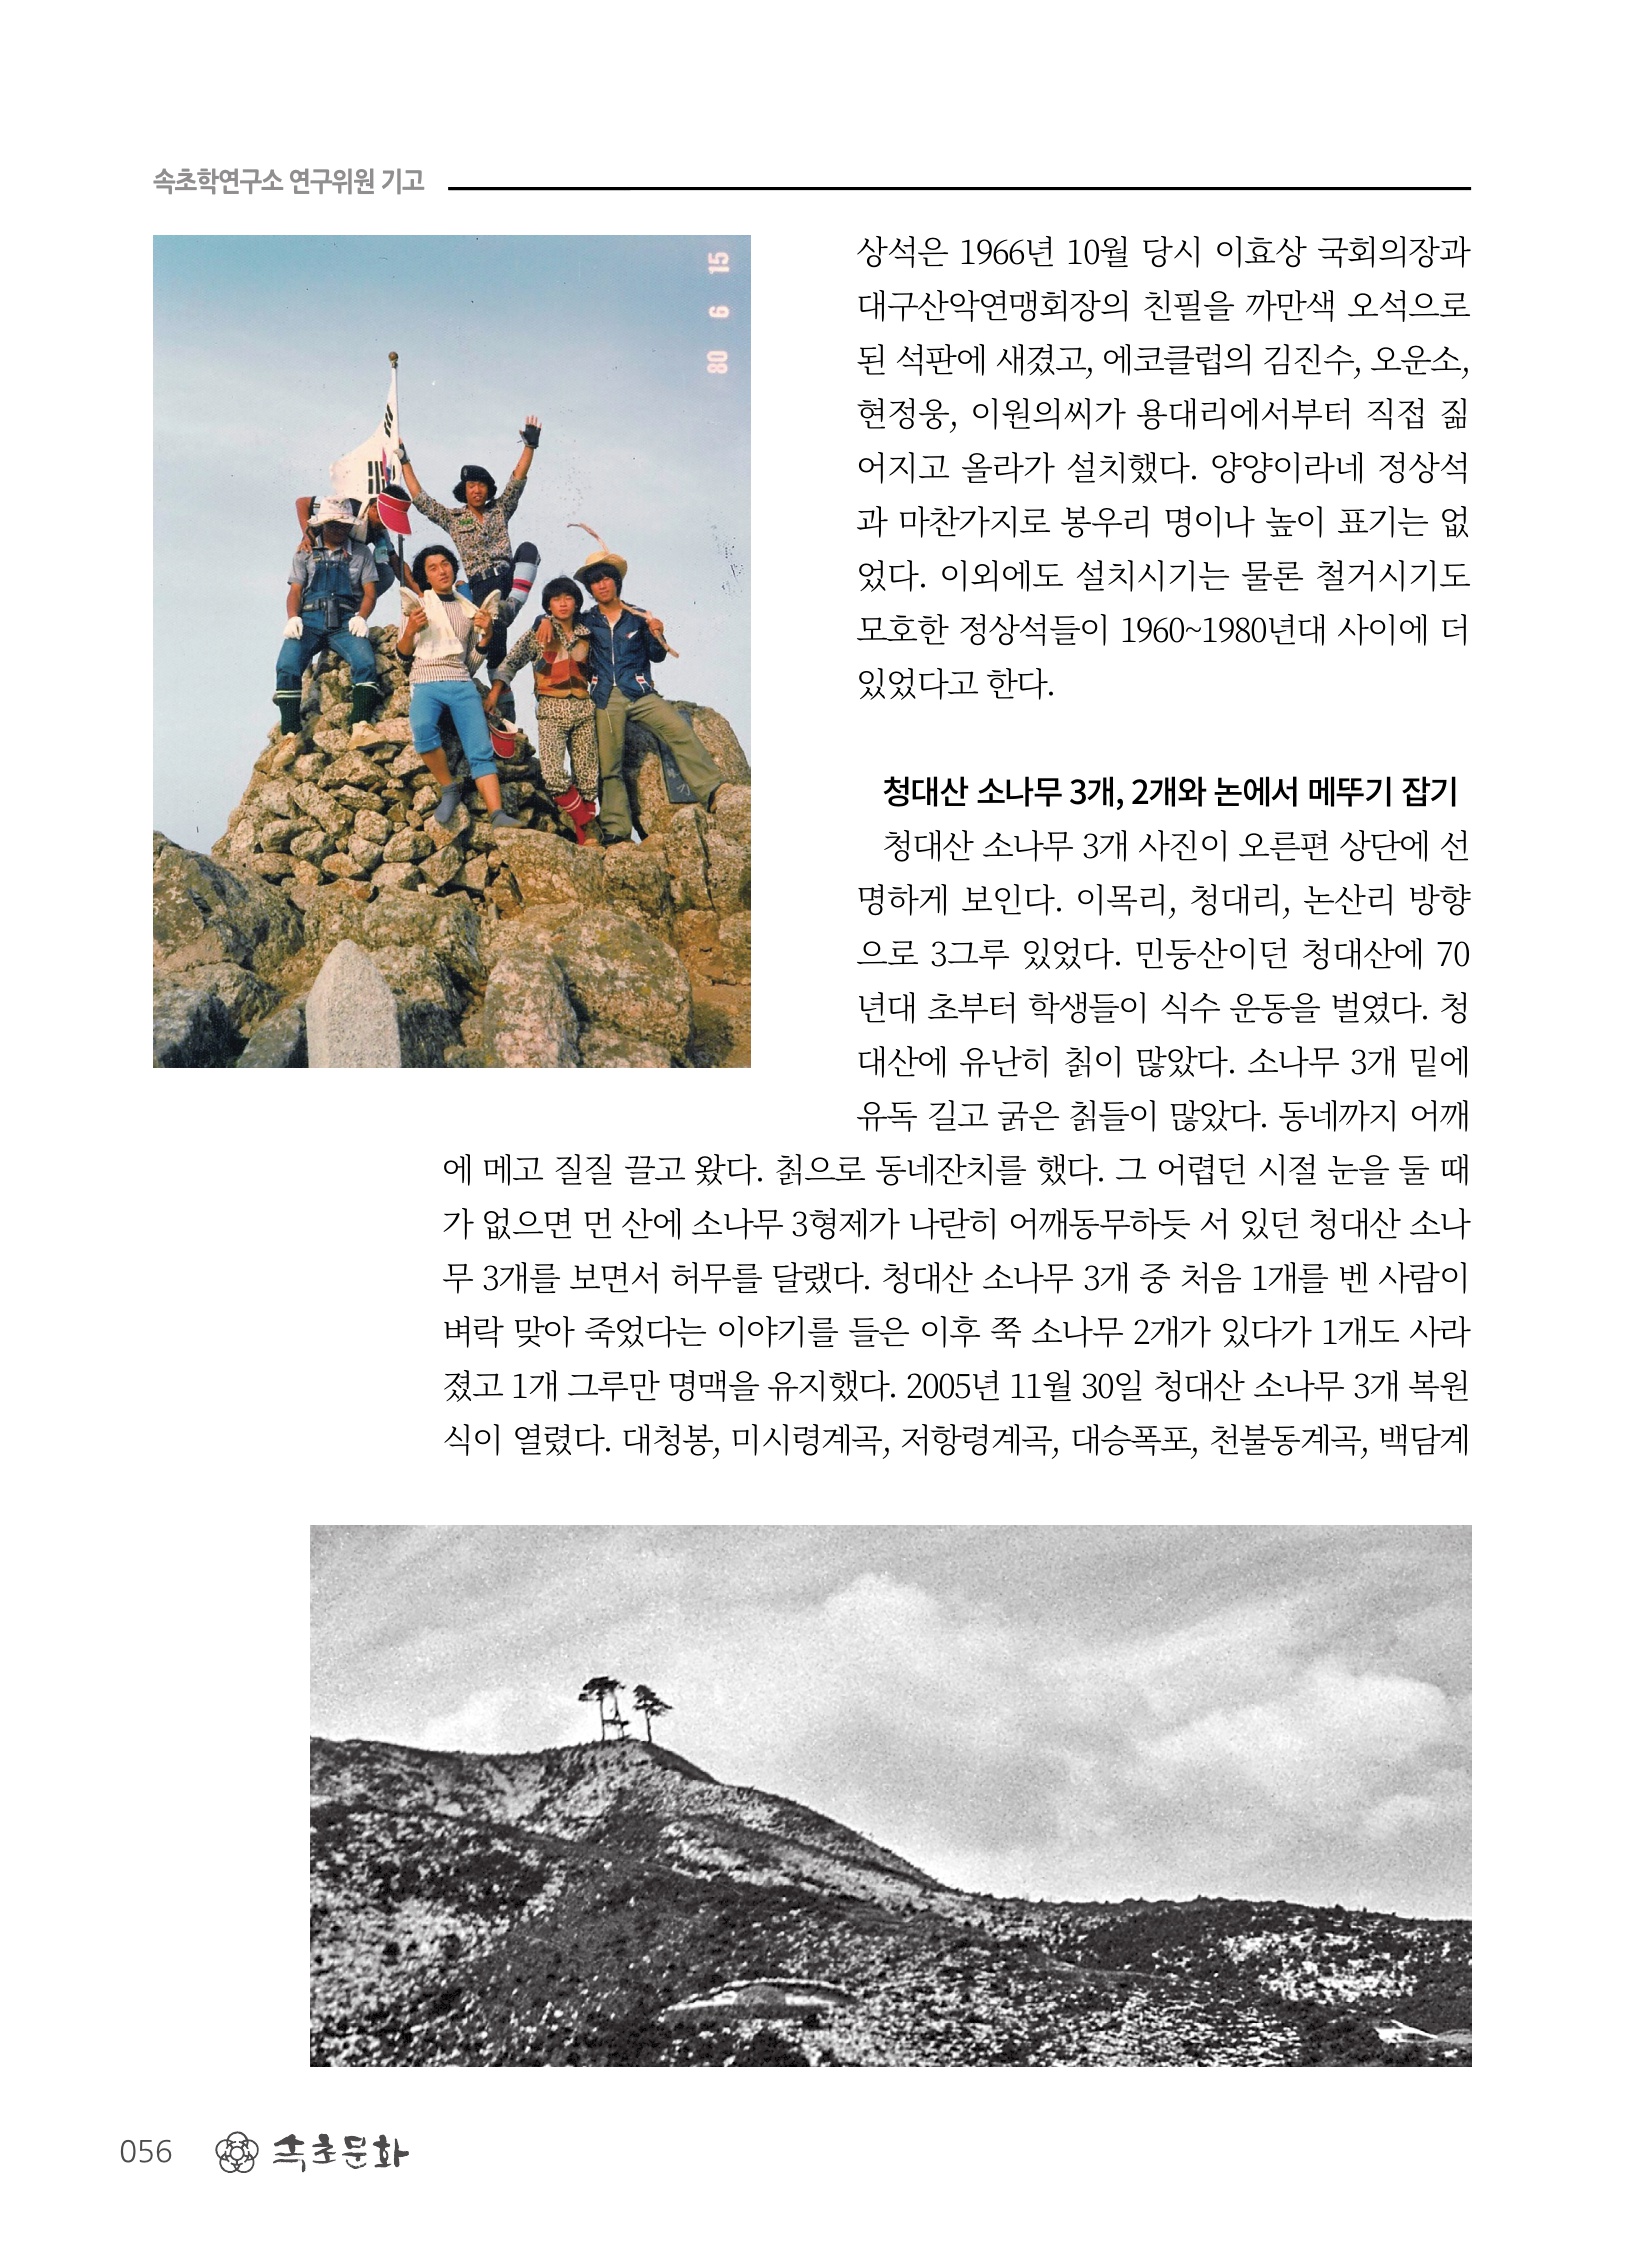 속초학연구소 연구위원 기고
80 6 15
상석은 1966년 10월 당시 이효상 국회의장과
대구산악연맹회장의 친필을 까만색 오석으로
된 석판에 새겼고, 에코클럽의 김진수, 오운소,
현정웅, 이원의씨가 용대리에서부터 직접 짊
어지고 올라가 설치했다. 양양이라네 정상석
과 마찬가지로 봉우리 명이나 높이 표기는 없
었다. 이외에도 설치시기는 물론 철거시기도
모호한 정상석들이 1960~1980년대 사이에 더
있었다고 한다.
청대산 소나무 3개, 2개와 논에서 메뚜기 잡기
청대산 소나무 3개 사진이 오른편 상단에 선
명하게 보인다. 이목리, 청대리, 논산리 방향
으로 3그루 있었다. 민둥산이던 청대산에 70
년대 초부터 학생들이 식수 운동을 벌였다. 청
대산에 유난히 칡이 많았다. 소나무 3개 밑에
유독 길고 굵은 칡들이 많았다. 동네까지 어깨
에 메고 질질 끌고 왔다. 칡으로 동네잔치를 했다. 그 어렵던 시절 눈을 둘 때
가 없으면 먼 산에 소나무 3형제가 나란히 어깨동무하듯 서 있던 청대산 소나
무 3개를 보면서 허무를 달랬다. 청대산 소나무 3개 중 처음 1개를 벤 사람이
벼락 맞아 죽었다는 이야기를 들은 이후 쭉 소나무 2개가 있다가 1개도 사라
졌고 1개 그루만 명맥을 유지했다. 2005년 11월 30일 청대산 소나무 3개 복원
식이 열렸다. 대청봉, 미시령계곡, 저항령계곡, 대승폭포, 천불동계곡, 백담계
056 속초문화